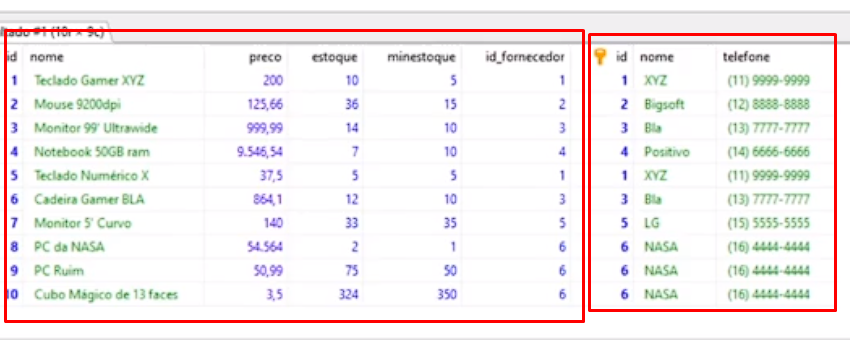 ltado #1 (10r × 9c)
id nome preco estoque minestoque id_fornecedor id nome telefone
1 Teclado Gamer XYZ 200 10 5 1 1 XYZ (11) 9999-9999
2 Mouse 9200dpi 125,66 36 15 2 2 Bigsoft (12) 8888-8888
3 Monitor 99' Ultrawide 999,99 14 10 3 3 Bla (13) 7777-7777
4 Notebook 50GB ram 9.546,54 7 10 4 4 Positivo (14) 6666-6666
5 Teclado Numérico X 37,5 5 5 1 1 XYZ (11) 9999-9999
6 Cadeira Gamer BLA 864,1 12 10 3 3 Bla (13) 7777-7777
7 Monitor 5' Curvo 140 33 35 5 5 LG (15) 5555-5555
8 PC da NASA 54.564 2 1 6 6 NASA (16) 4444-4444
9 PC Ruim 50,99 75 50 6 6 NASA (16) 4444-4444
10 Cubo Mágico de 13 faces 3,5 324 350 6 6 NASA (16) 4444-4444